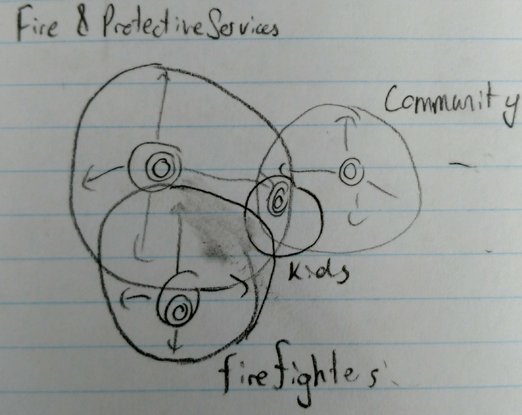 Fire & Protective Services
Community
Kids
firefighters